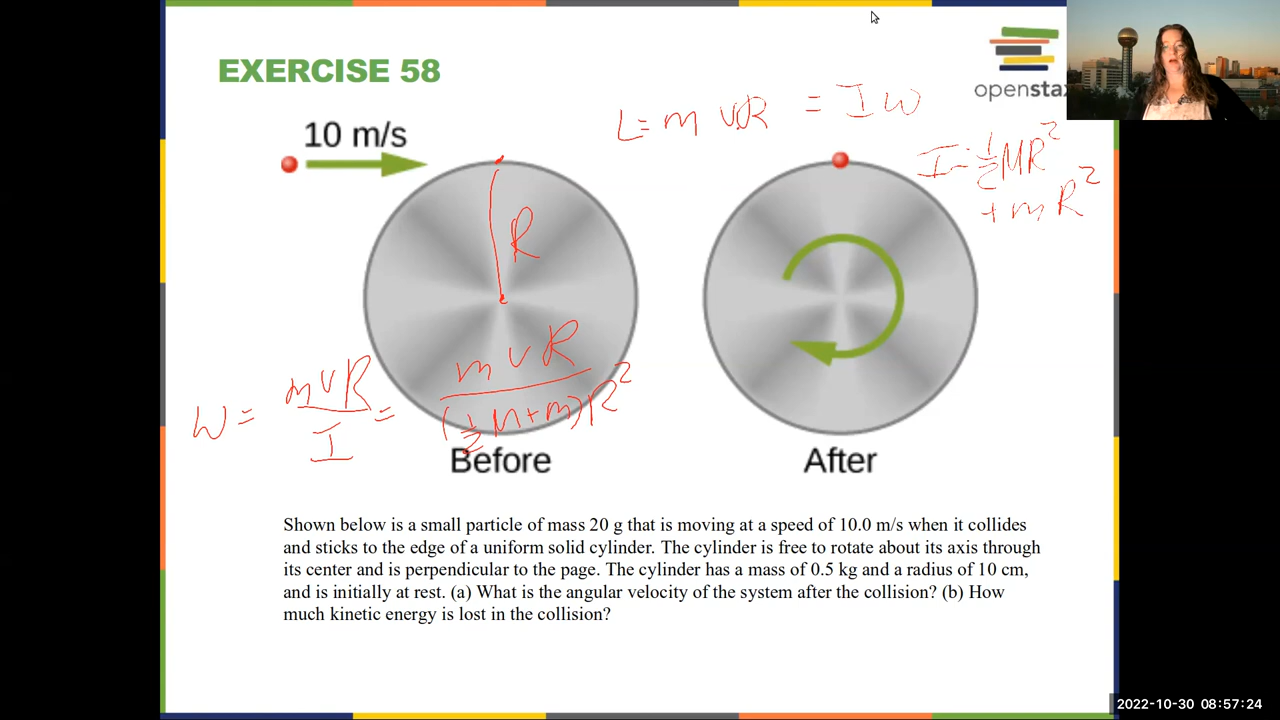 EXERCISE 58
openstax
10 m/s
L = m v R = I ω
I = 1/2 MR²
+ m R²
R
ω = mvR/I = mvR/(1/2 M + m)R²
Before
After
Shown below is a small particle of mass 20 g that is moving at a speed of 10.0 m/s when it collides
and sticks to the edge of a uniform solid cylinder. The cylinder is free to rotate about its axis through
its center and is perpendicular to the page. The cylinder has a mass of 0.5 kg and a radius of 10 cm,
and is initially at rest. (a) What is the angular velocity of the system after the collision? (b) How
much kinetic energy is lost in the collision?
2022-10-30 08:57:24